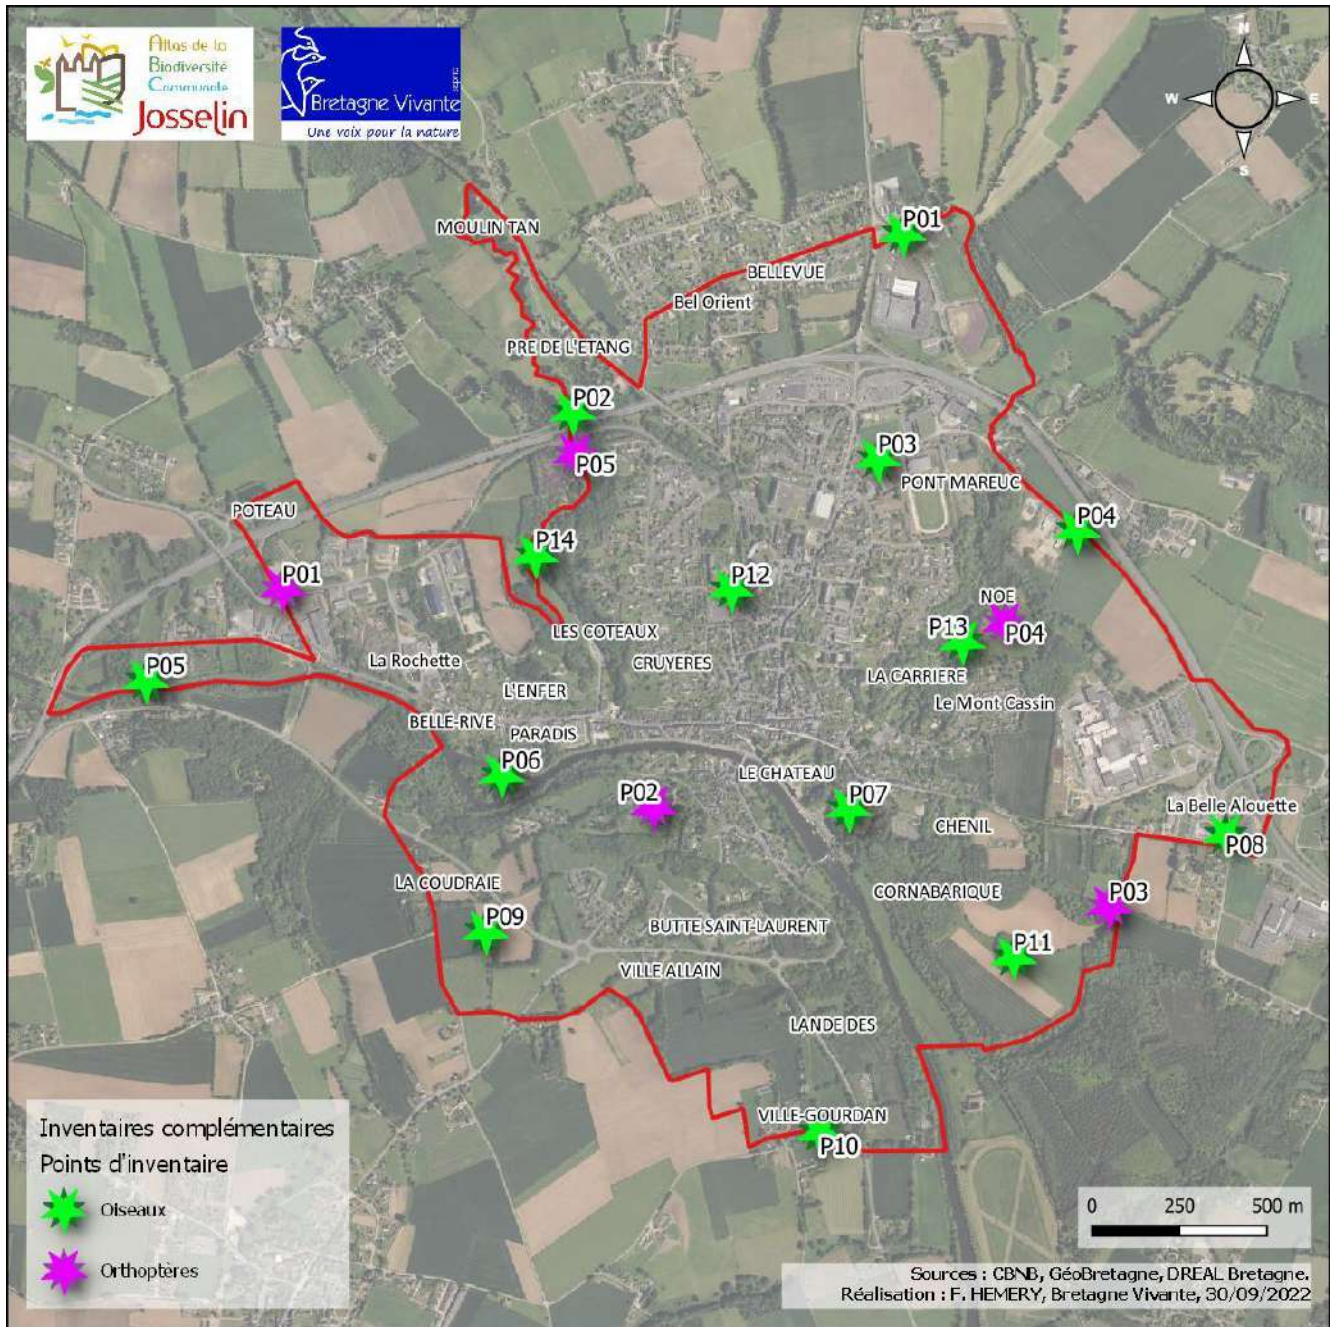 Atlas de la
Biodiversité
Communale
Josselin
Bretagne Vivante
Une voix pour la nature
N
W
E
S
P01
MOULIN TAN
BELLEVUE
Bel Orient
PRE DE L'ETANG
P02
P03
P05
PONT MAREUC
POTEAU
P04
P14
P01
P12
NOE
LES COTEAUX
P13
P04
La Rochette
CRUYERES
P05
LA CARRIERE
L'ENFER
Le Mont Cassin
BELLE-RIVE
PARADIS
P06
LE CHATEAU
P02
P07
La Belle Alouette
CHENIL
P08
LA COUDRAIE
CORNABARIQUE
P03
P09
BUTTE SAINT-LAURENT
P11
VILLE ALLAIN
LANDE DES
VILLE-GOURDAN
P10
Inventaires complémentaires
Points d'inventaire
Oiseaux
Orthoptères
0 250 500 m
Sources : CBNB, GéoBretagne, DREAL Bretagne.
Réalisation : F. HEMERY, Bretagne Vivante, 30/09/2022